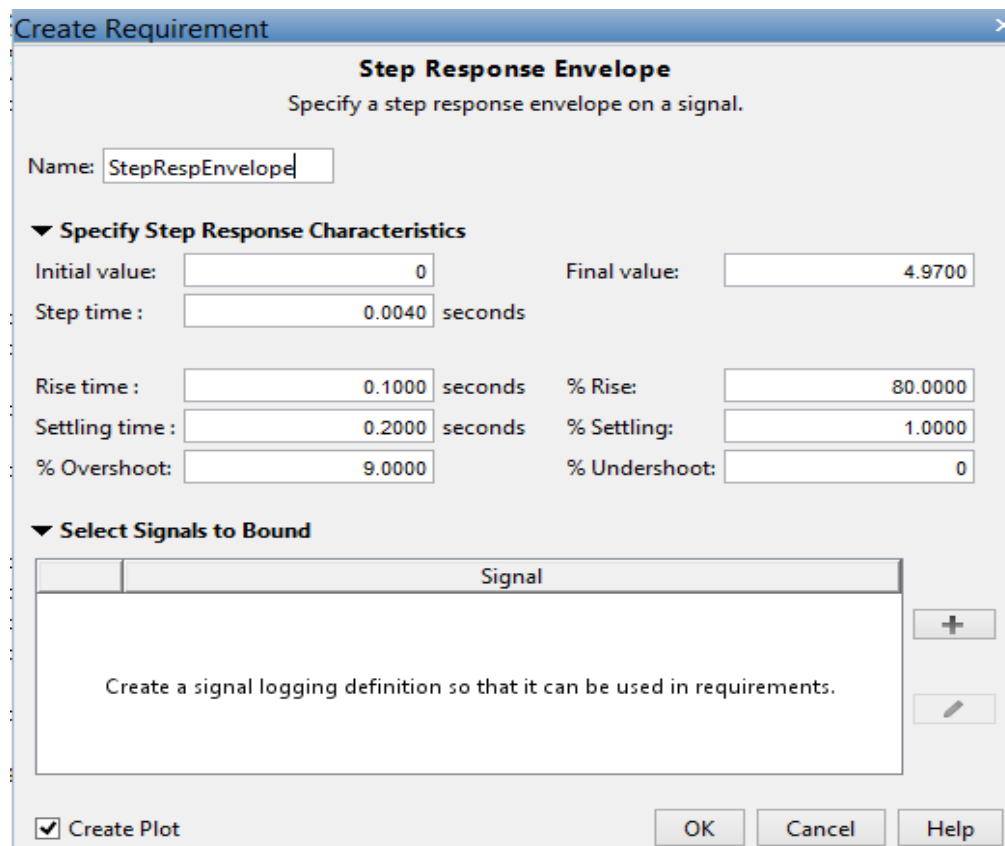 Create Requirement
Step Response Envelope
Specify a step response envelope on a signal.
Name: StepRespEnvelope
Specify Step Response Characteristics
Initial value: 0 Final value: 4.9700
Step time : 0.0040 seconds
Rise time : 0.1000 seconds % Rise: 80.0000
Settling time : 0.2000 seconds % Settling: 1.0000
% Overshoot: 9.0000 % Undershoot: 0
Select Signals to Bound
Signal
Create a signal logging definition so that it can be used in requirements.
Create Plot OK Cancel Help